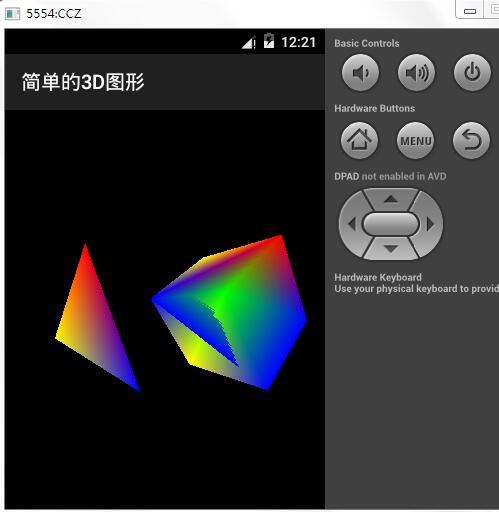 5554:CCZ
12:21
简单的3D图形
Basic Controls
Hardware Buttons
MENU
DPAD not enabled in AVD
Hardware Keyboard
Use your physical keyboard to provid